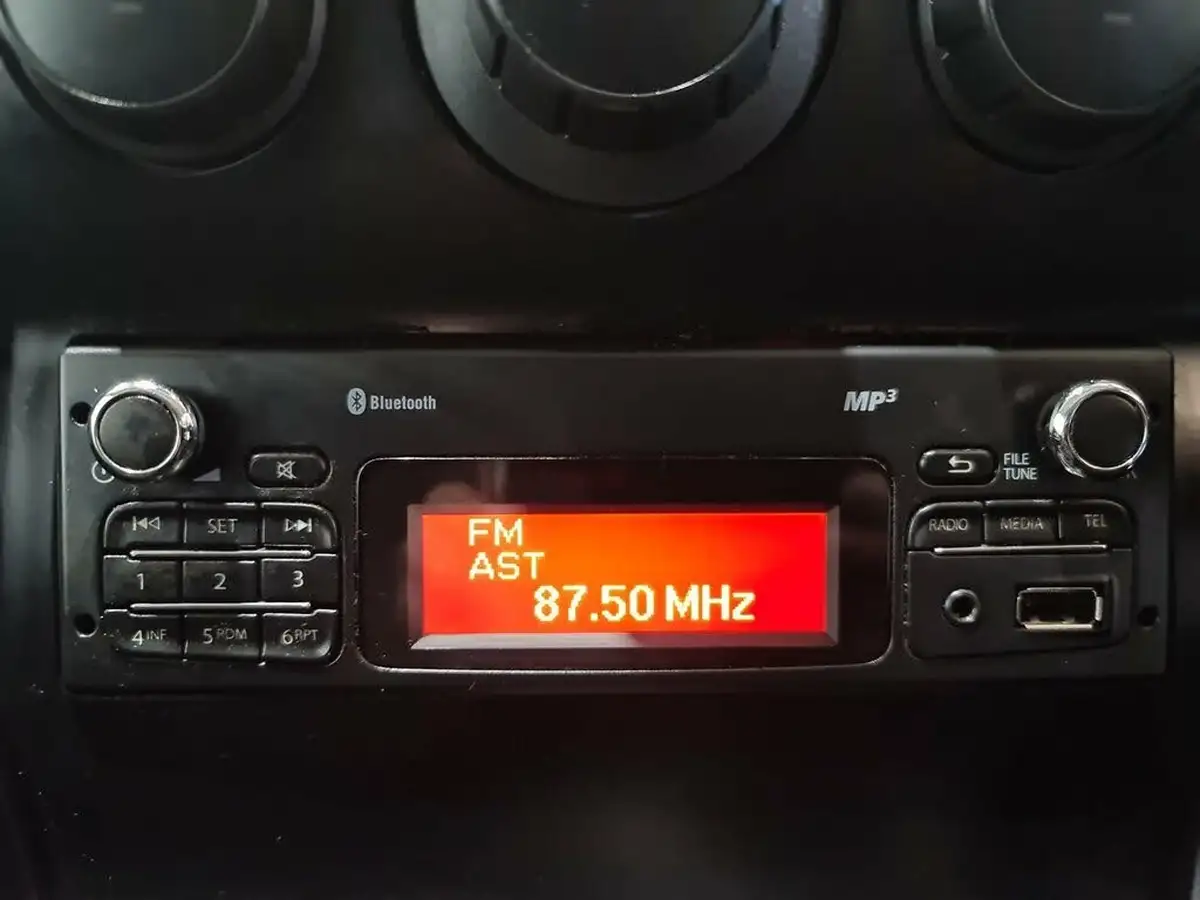 Bluetooth
MP3
FILE
TUNE
SET
1 2 3
4 INF 5 RDM 6 RPT
FM
AST
87.50 MHz
RADIO MEDIA TEL